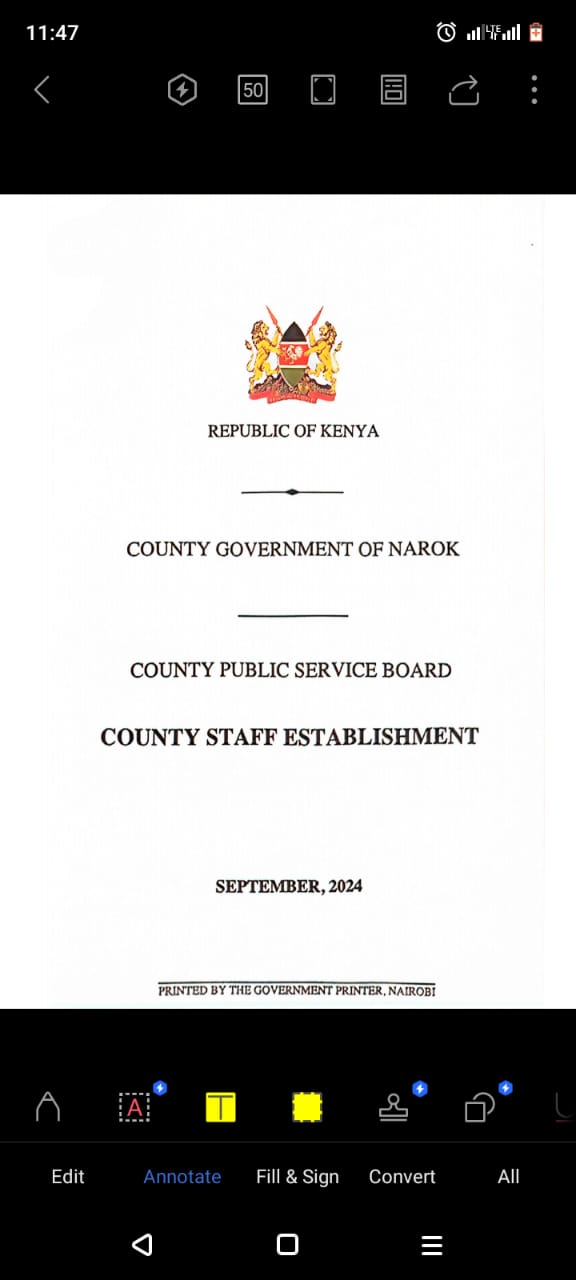 11:47
LTE
50
REPUBLIC OF KENYA
COUNTY GOVERNMENT OF NAROK
COUNTY PUBLIC SERVICE BOARD
COUNTY STAFF ESTABLISHMENT
SEPTEMBER, 2024
PRINTED BY THE GOVERNMENT PRINTER, NAIROBI
A
T
Edit
Annotate
Fill & Sign
Convert
All